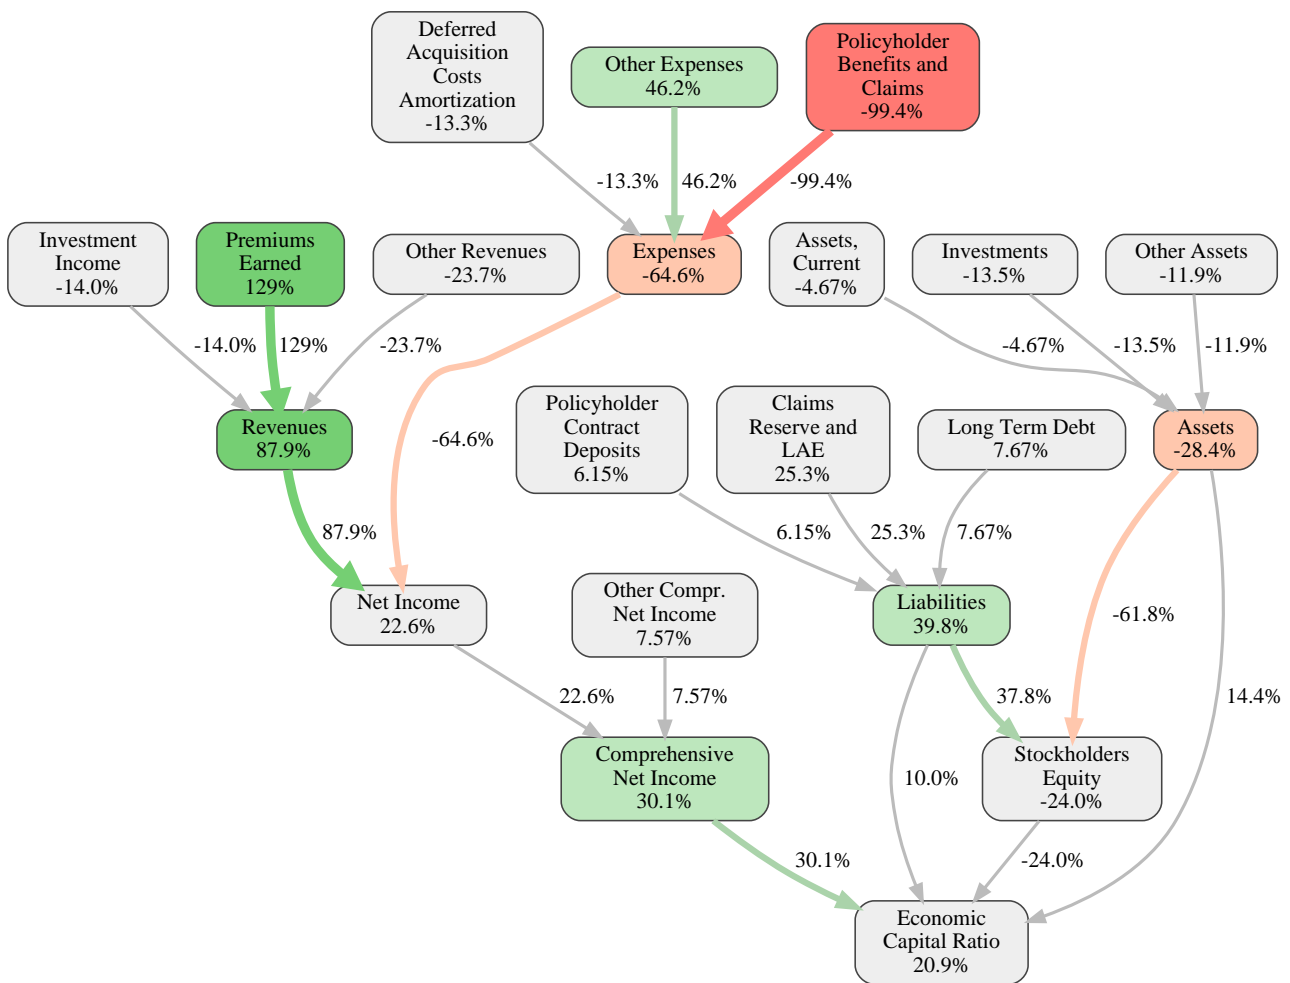 Deferred
Acquisition
Costs
Amortization
-13.3%
Other Expenses
46.2%
Policyholder
Benefits and
Claims
-99.4%
-13.3%
46.2%
-99.4%
Investment
Income
-14.0%
Premiums
Earned
129%
Other Revenues
-23.7%
Expenses
-64.6%
Assets,
Current
-4.67%
Investments
-13.5%
Other Assets
-11.9%
-14.0%
129%
-23.7%
-4.67%
-13.5%
-11.9%
Revenues
87.9%
-64.6%
Policyholder
Contract
Deposits
6.15%
Claims
Reserve and
LAE
25.3%
Long Term Debt
7.67%
Assets
-28.4%
87.9%
6.15%
25.3%
7.67%
Net Income
22.6%
Other Compr.
Net Income
7.57%
Liabilities
39.8%
-61.8%
22.6%
7.57%
37.8%
14.4%
Comprehensive
Net Income
30.1%
10.0%
Stockholders
Equity
-24.0%
30.1%
-24.0%
Economic
Capital Ratio
20.9%